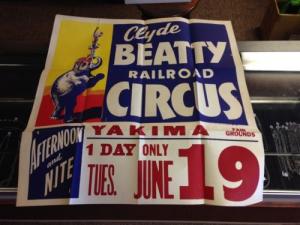 Clyde
BEATTY
RAILROAD
CIRCUS
YAKIMA
FAIR
GROUNDS
AFTERNOON
and
NITE
1 DAY ONLY
TUES. JUNE 19